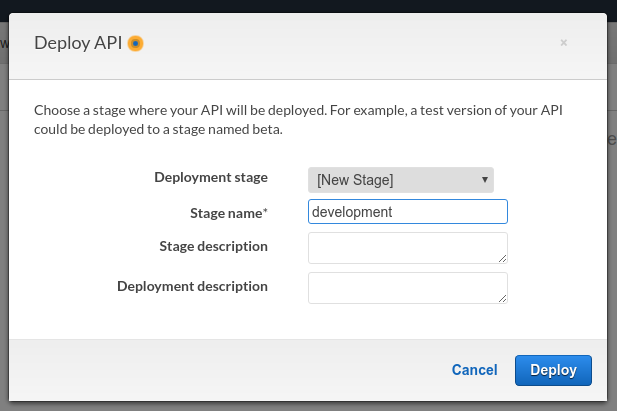 Deploy API
×
Choose a stage where your API will be deployed. For example, a test version of your API
could be deployed to a stage named beta.
Deployment stage [New Stage]
Stage name* development
Stage description
Deployment description
Cancel Deploy